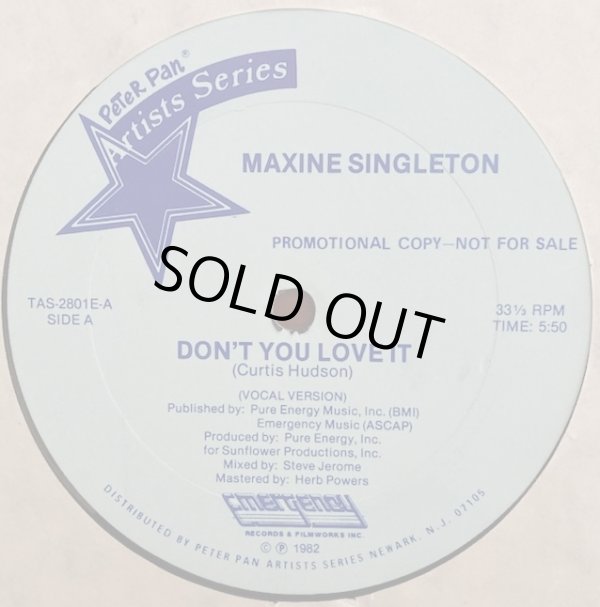 PETER PAN®
Artists Series
MAXINE SINGLETON
PROMOTIONAL COPY—NOT FOR SALE
TAS-2801E-A
SIDE A
33⅓ RPM
TIME: 5:50
SOLD OUT
DON'T YOU LOVE IT
(Curtis Hudson)
(VOCAL VERSION)
Published by: Pure Energy Music, Inc. (BMI)
Emergency Music (ASCAP)
Produced by: Pure Energy, Inc.
for Sunflower Productions, Inc.
Mixed by: Steve Jerome
Mastered by: Herb Powers
emergency
RECORDS & FILMWORKS INC.
© ℗ 1982
DISTRIBUTED BY PETER PAN ARTISTS SERIES NEWARK, N.J. 07105